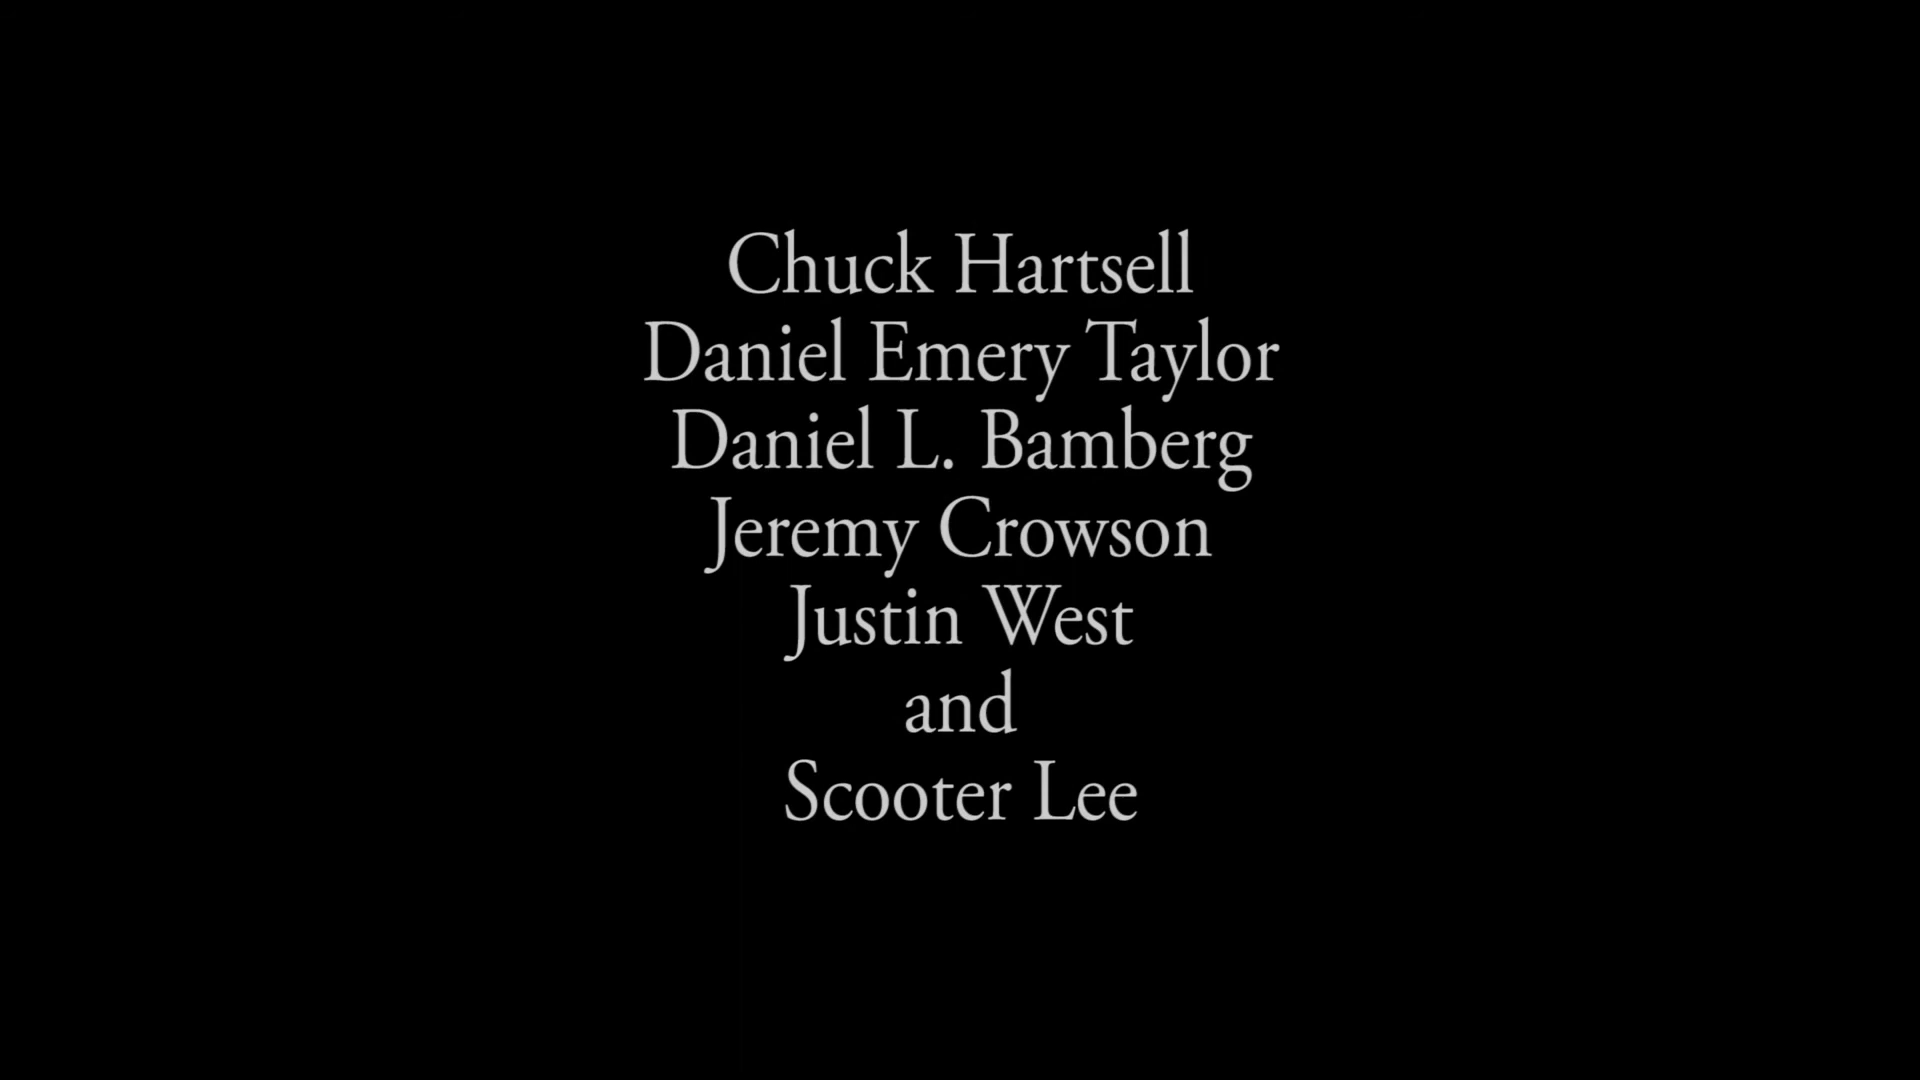 Chuck Hartsell
Daniel Emery Taylor
Daniel L. Bamberg
Jeremy Crowson
Justin West
and
Scooter Lee